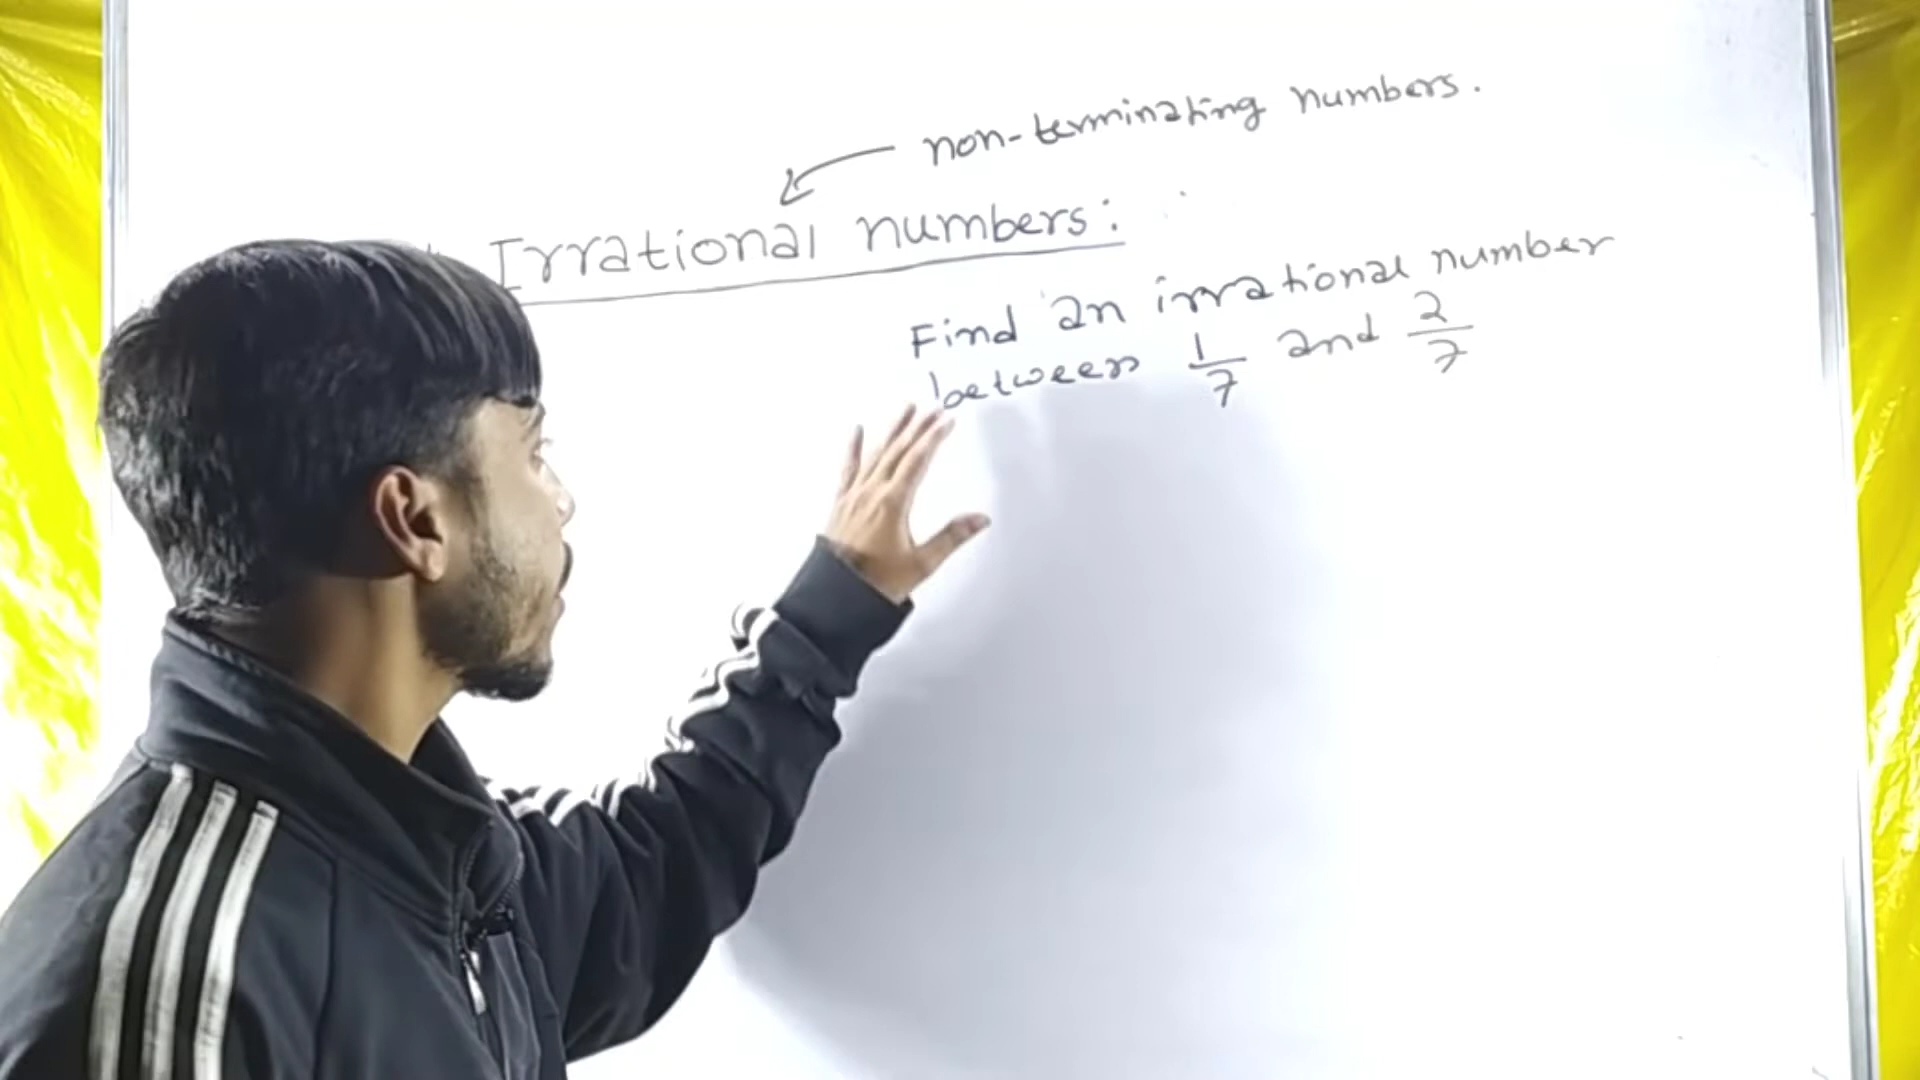 non-terminating numbers.
Irrational numbers:
Find an irrational number
between 1/7 and 2/7